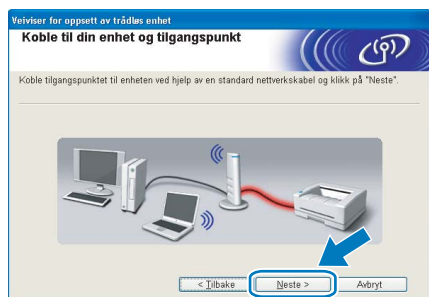 Veiviser for oppsett av trådløs enhet
Koble til din enhet og tilgangspunkt
Koble tilgangspunktet til enheten ved hjelp av en standard nettverkskabel og klikk på "Neste".
< Tilbake
Neste >
Avbryt